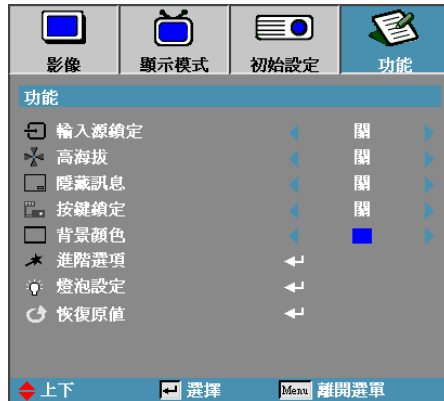 影像 顯示模式 初始設定 功能
功能
輸入源鎖定 關
高海拔 關
隱藏訊息 關
按鍵鎖定 關
背景顏色
進階選項
燈泡設定
恢復原值
上下 選擇 Menu 離開選單